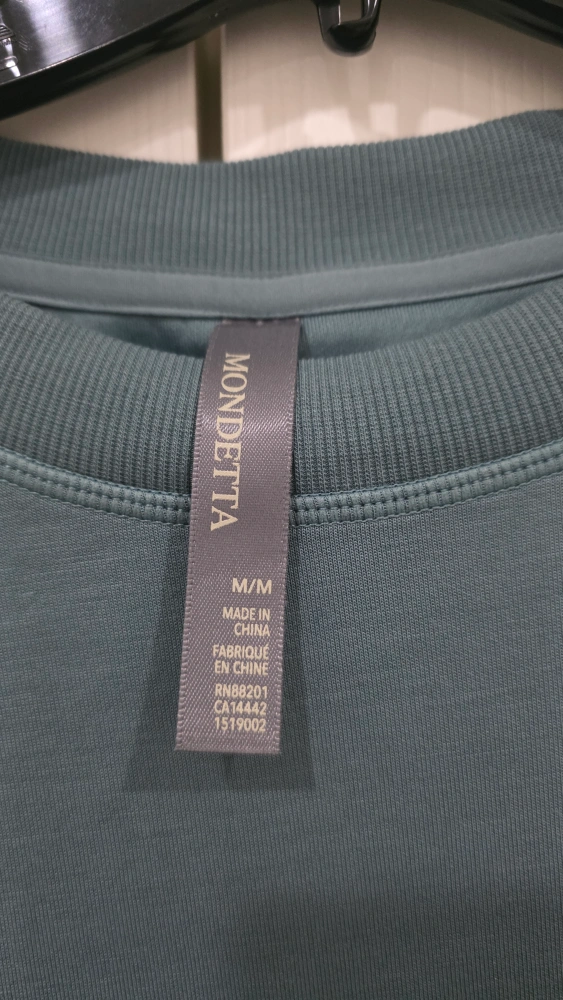 MONDETTA
M/M
MADE IN
CHINA
FABRIQUÉ
EN CHINE
RN88201
CA14442
1519002